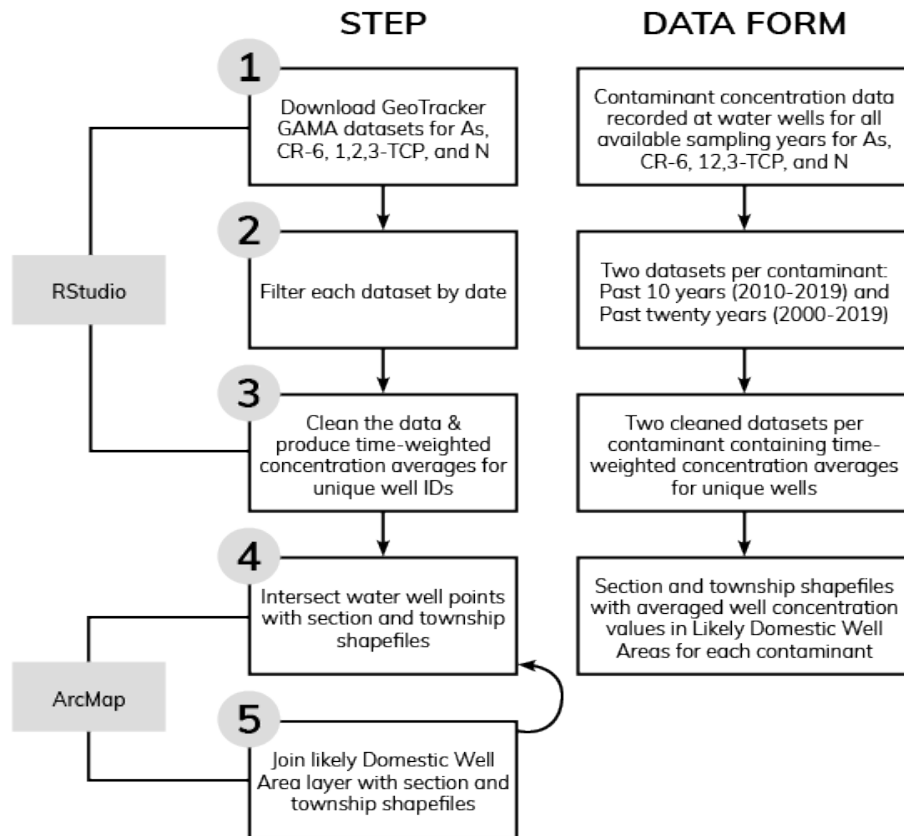 STEP
DATA FORM
1
Download GeoTracker
GAMA datasets for As,
CR-6, 1,2,3-TCP, and N
Contaminant concentration data
recorded at water wells for all
available sampling years for As,
CR-6, 12,3-TCP, and N
2
Filter each dataset by date
Two datasets per contaminant:
Past 10 years (2010-2019) and
Past twenty years (2000-2019)
RStudio
3
Clean the data &
produce time-weighted
concentration averages for
unique well IDs
Two cleaned datasets per
contaminant containing time-
weighted concentration averages
for unique wells
4
Intersect water well points
with section and township
shapefiles
Section and township shapefiles
with averaged well concentration
values in Likely Domestic Well
Areas for each contaminant
ArcMap
5
Join likely Domestic Well
Area layer with section and
township shapefiles